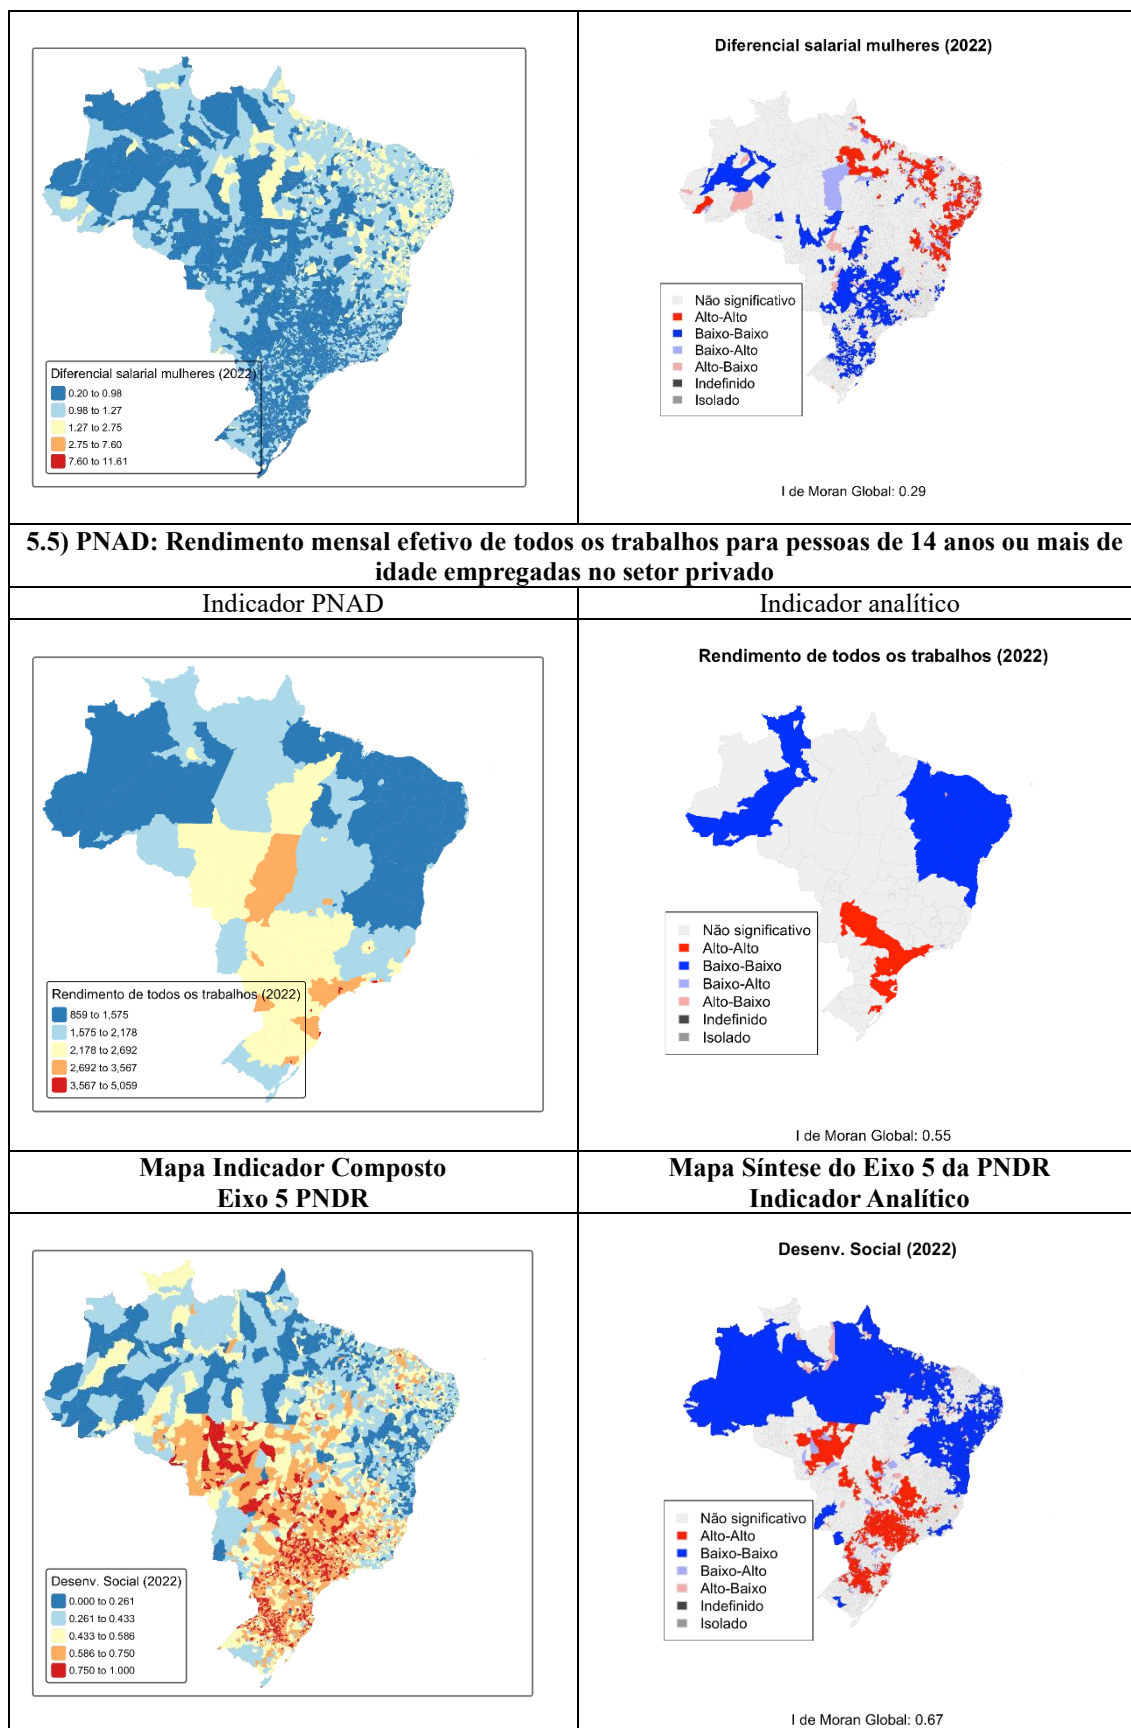 Diferencial salarial mulheres (2022)
0.20 to 0.98
0.98 to 1.27
1.27 to 2.75
2.75 to 7.60
7.60 to 11.61
Diferencial salarial mulheres (2022)
Não significativo
Alto-Alto
Baixo-Baixo
Baixo-Alto
Alto-Baixo
Indefinido
Isolado
I de Moran Global: 0.29
5.5) PNAD: Rendimento mensal efetivo de todos os trabalhos para pessoas de 14 anos ou mais de
idade empregadas no setor privado
Indicador PNAD
Indicador analítico
Rendimento de todos os trabalhos (2022)
859 to 1,575
1,575 to 2,178
2,178 to 2,692
2,692 to 3,567
3,567 to 5,059
Rendimento de todos os trabalhos (2022)
Não significativo
Alto-Alto
Baixo-Baixo
Baixo-Alto
Alto-Baixo
Indefinido
Isolado
I de Moran Global: 0.55
Mapa Indicador Composto
Eixo 5 PNDR
Mapa Síntese do Eixo 5 da PNDR
Indicador Analítico
Desenv. Social (2022)
0.000 to 0.261
0.261 to 0.433
0.433 to 0.586
0.586 to 0.750
0.750 to 1.000
Desenv. Social (2022)
Não significativo
Alto-Alto
Baixo-Baixo
Baixo-Alto
Alto-Baixo
Indefinido
Isolado
I de Moran Global: 0.67